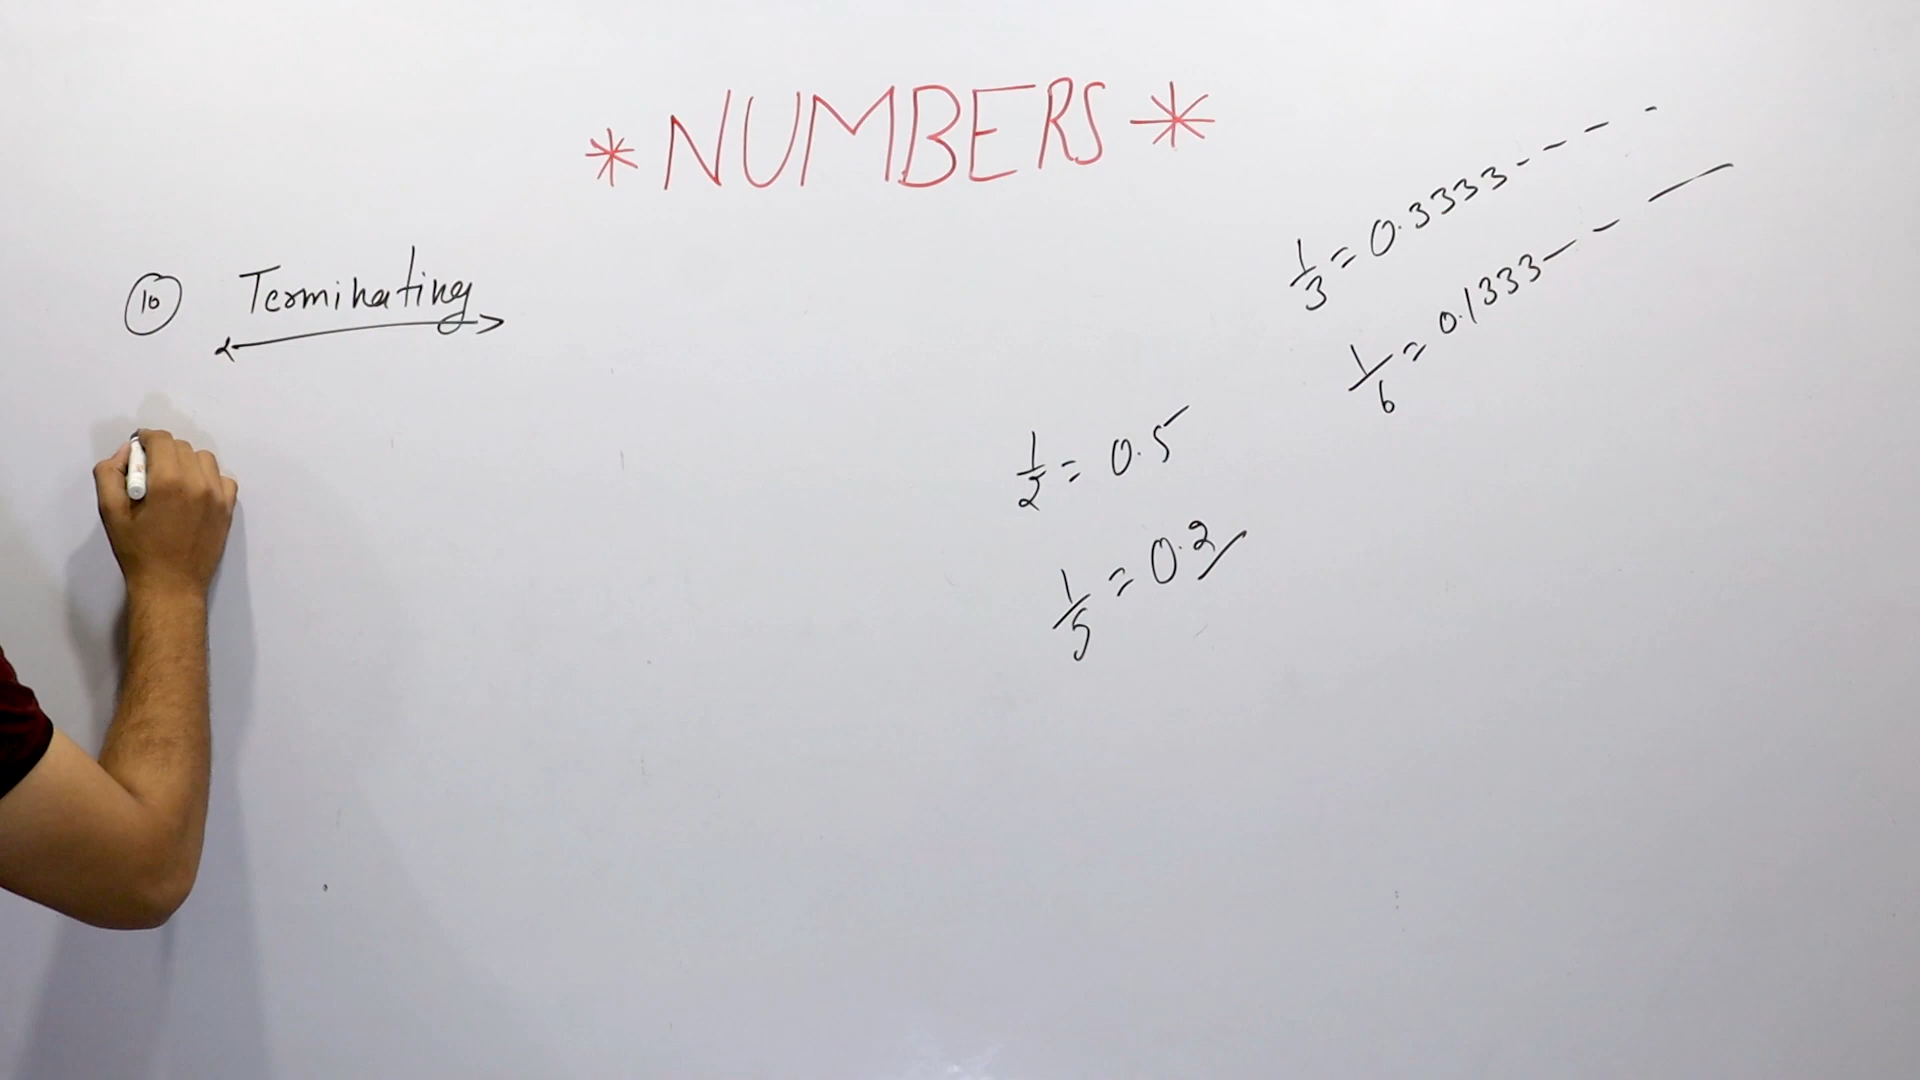 * NUMBERS *
10 Terminating
1/3 = 0.3333----
1/6 = 0.1333---
1/2 = 0.5
1/5 = 0.2